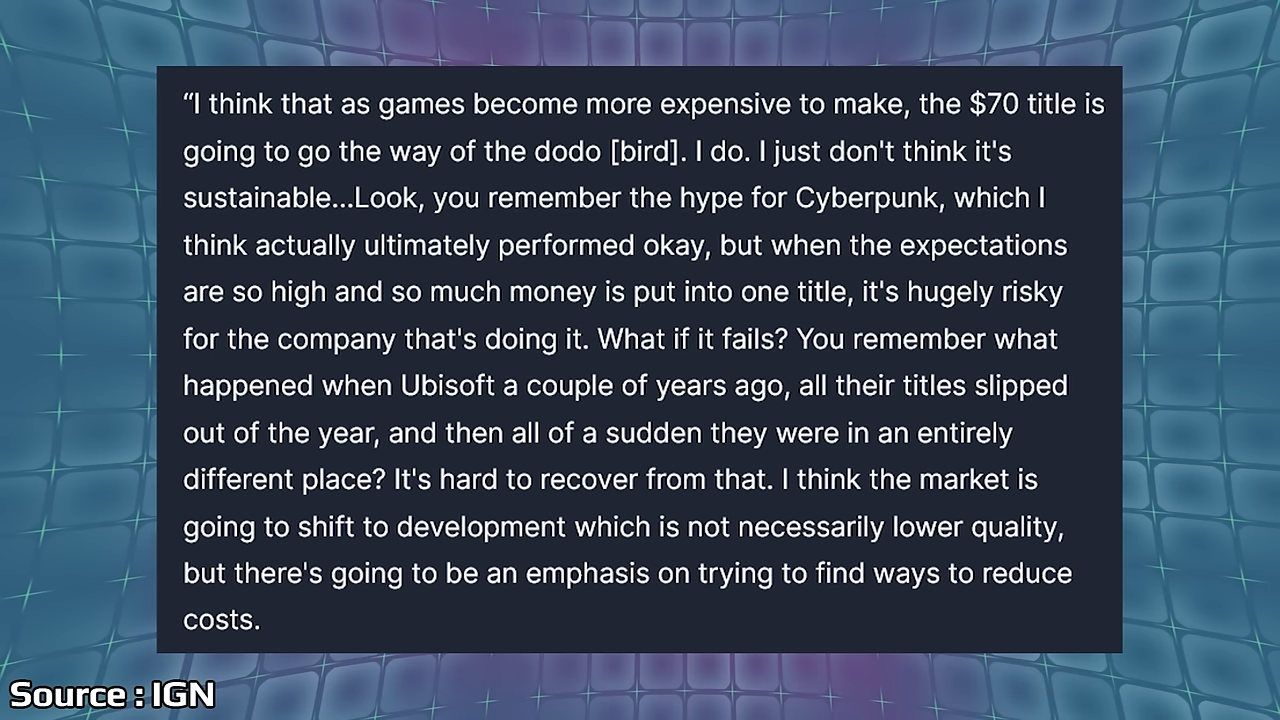 “I think that as games become more expensive to make, the $70 title is
going to go the way of the dodo [bird]. I do. I just don't think it's
sustainable...Look, you remember the hype for Cyberpunk, which I
think actually ultimately performed okay, but when the expectations
are so high and so much money is put into one title, it's hugely risky
for the company that's doing it. What if it fails? You remember what
happened when Ubisoft a couple of years ago, all their titles slipped
out of the year, and then all of a sudden they were in an entirely
different place? It's hard to recover from that. I think the market is
going to shift to development which is not necessarily lower quality,
but there's going to be an emphasis on trying to find ways to reduce
costs.
Source : IGN